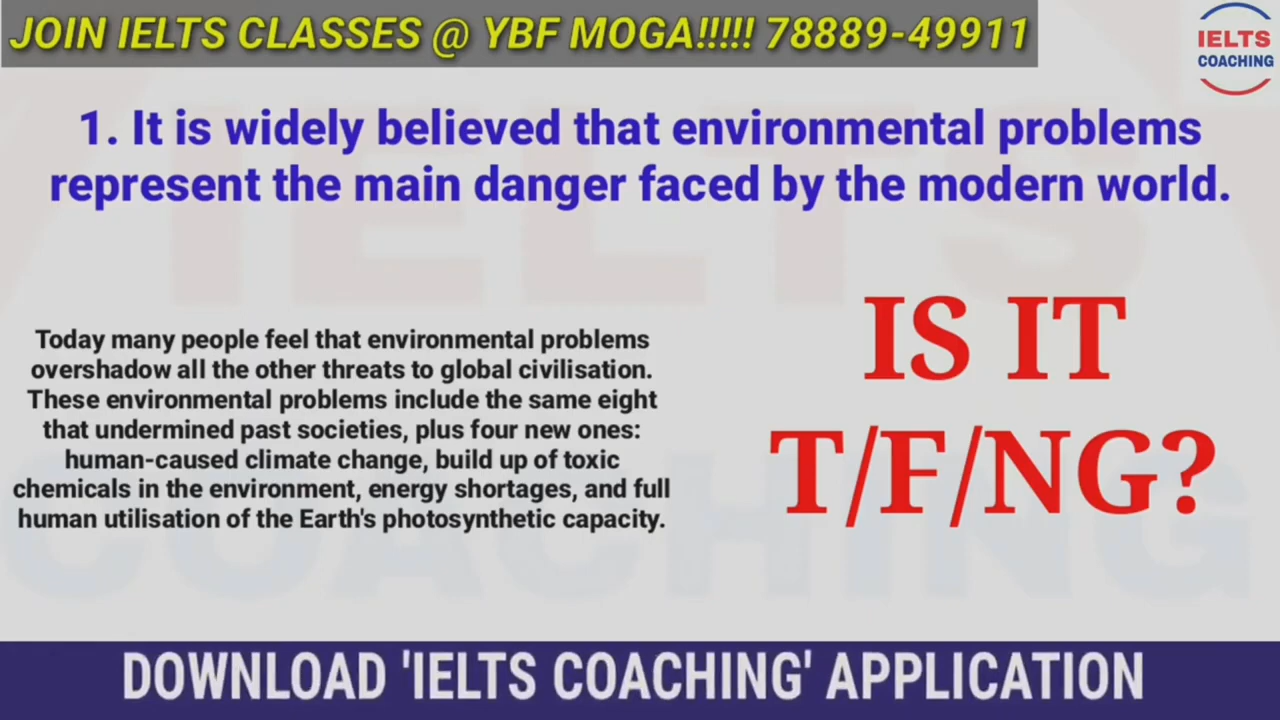 JOIN IELTS CLASSES @ YBF MOGA!!!!! 78889-49911
IELTS
COACHING
1. It is widely believed that environmental problems
represent the main danger faced by the modern world.
Today many people feel that environmental problems
overshadow all the other threats to global civilisation.
These environmental problems include the same eight
that undermined past societies, plus four new ones:
human-caused climate change, build up of toxic
chemicals in the environment, energy shortages, and full
human utilisation of the Earth's photosynthetic capacity.
IS IT
T/F/NG?
DOWNLOAD 'IELTS COACHING' APPLICATION